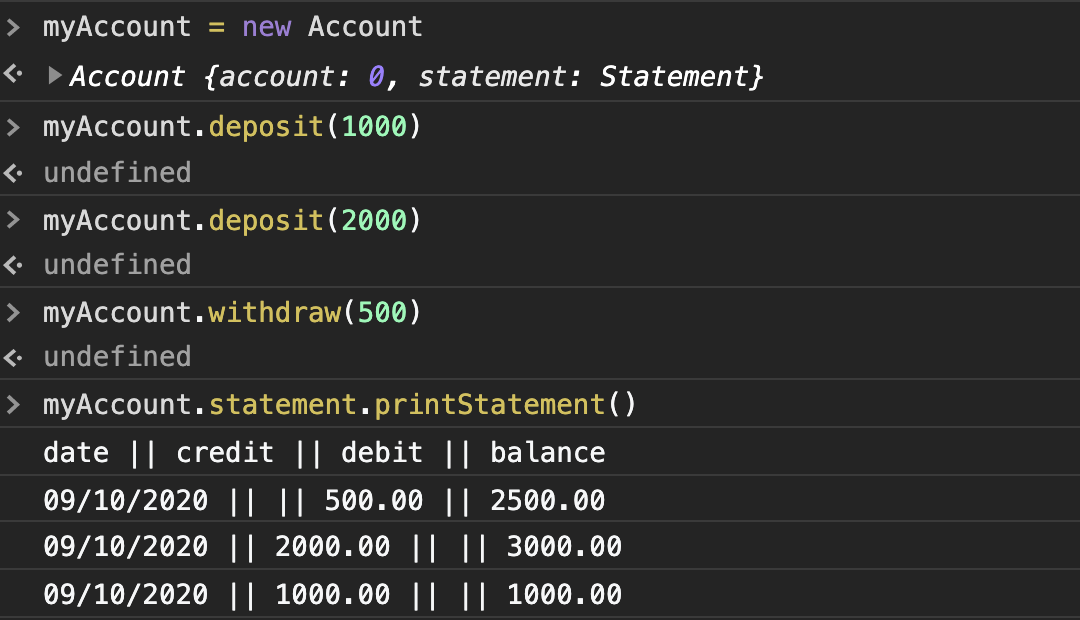 > myAccount = new Account
<· ▶Account {account: 0, statement: Statement}
> myAccount.deposit(1000)
<· undefined
> myAccount.deposit(2000)
<· undefined
> myAccount.withdraw(500)
<· undefined
> myAccount.statement.printStatement()
date || credit || debit || balance
09/10/2020 || || 500.00 || 2500.00
09/10/2020 || 2000.00 || || 3000.00
09/10/2020 || 1000.00 || || 1000.00